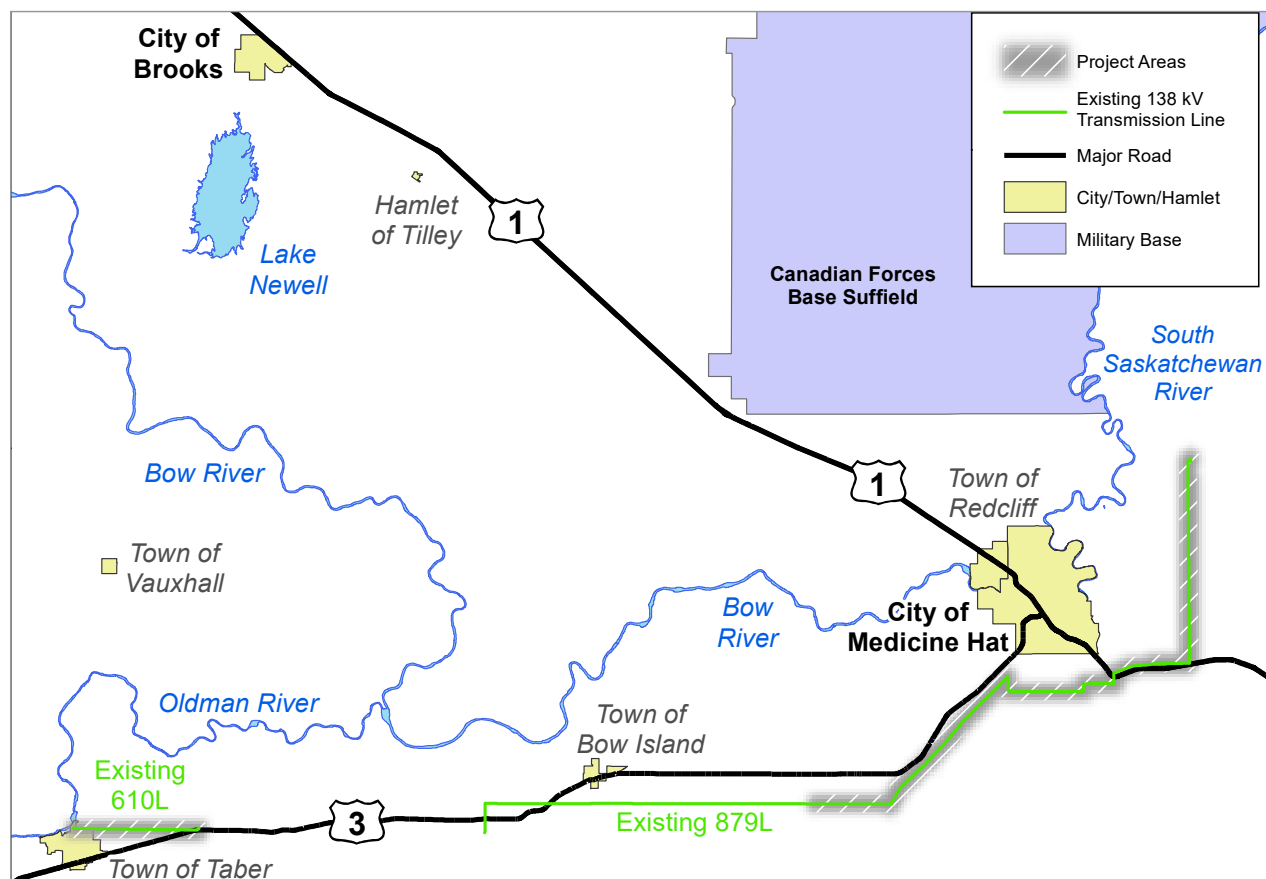 City of
Brooks
Project Areas
Existing 138 kV
Transmission Line
Major Road
City/Town/Hamlet
Military Base
Hamlet
of Tilley
1
Lake
Newell
Canadian Forces
Base Suffield
South
Saskatchewan
River
Bow River
1
Town of
Redcliff
Town of
Vauxhall
Bow
River
City of
Medicine Hat
Oldman River
Town of
Bow Island
Existing
610L
3
Existing 879L
Town of Taber